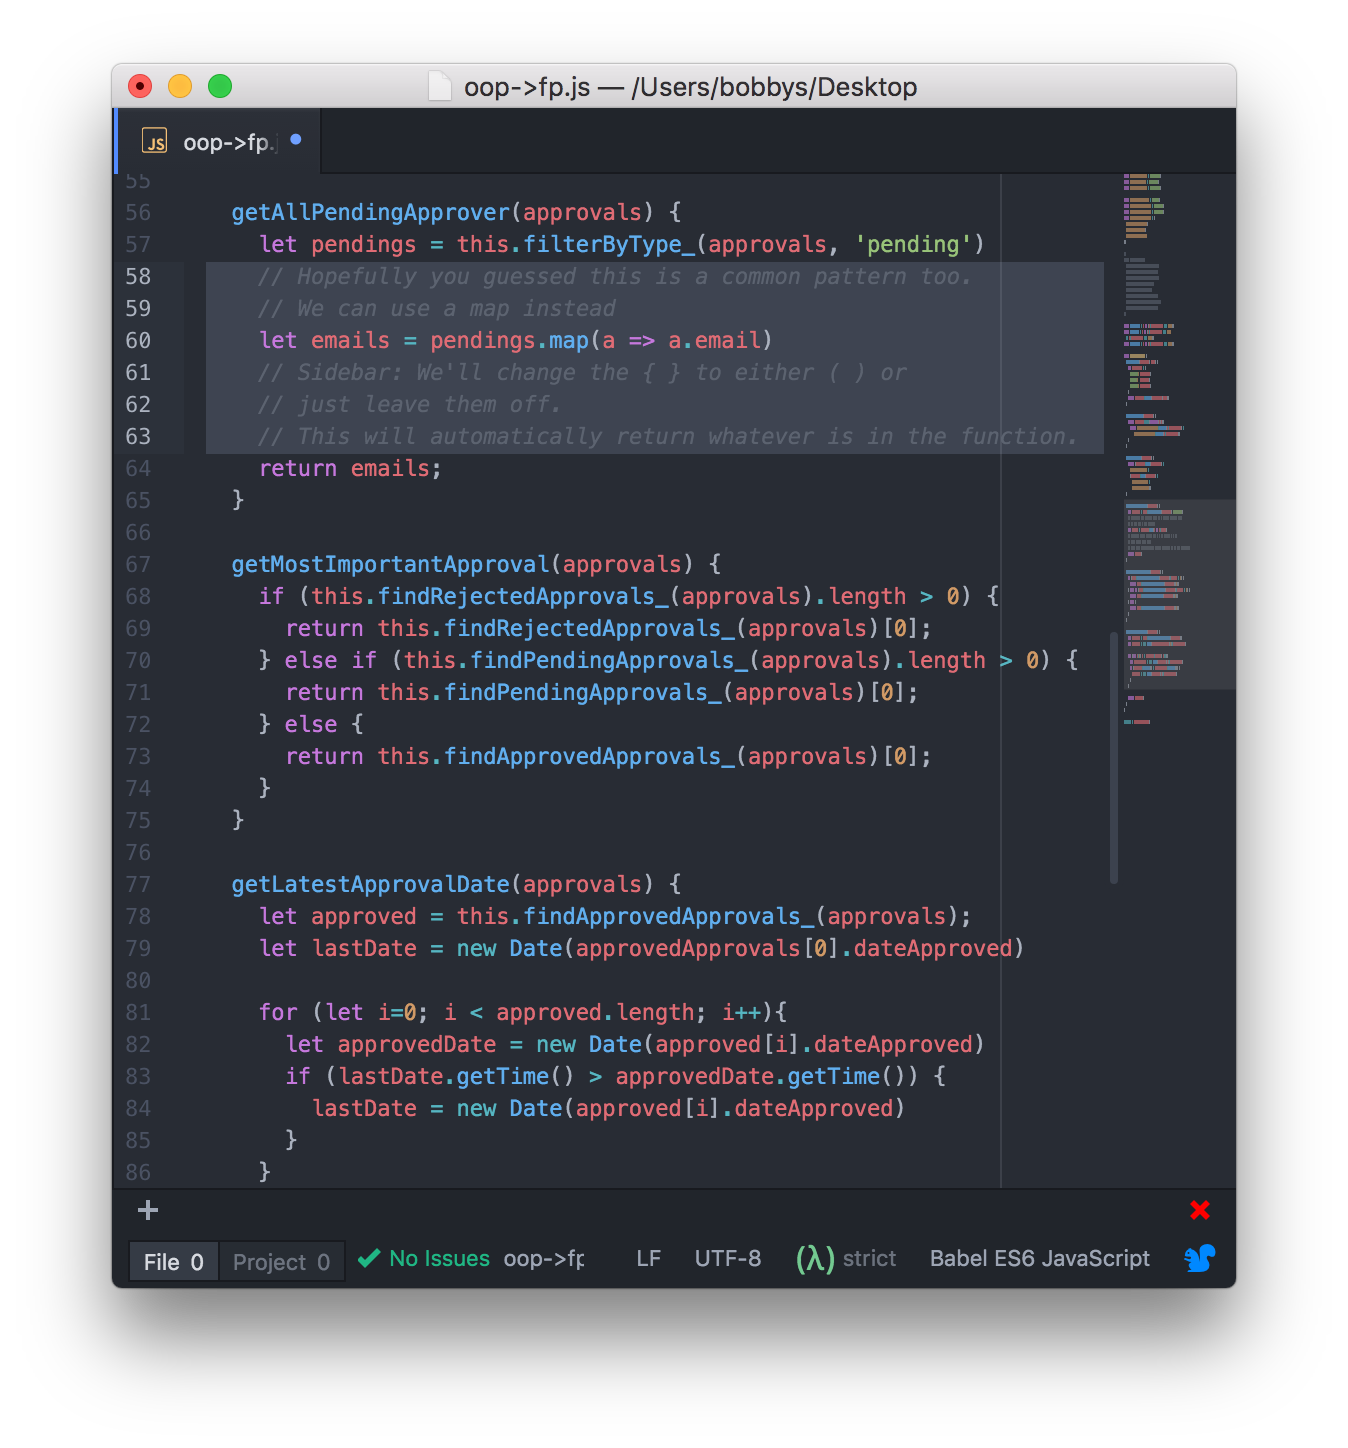 oop->fp.js — /Users/bobbys/Desktop
JS oop->fp.j
55
56 getAllPendingApprover(approvals) {
57 let pendings = this.filterByType_(approvals, 'pending')
58 // Hopefully you guessed this is a common pattern too.
59 // We can use a map instead
60 let emails = pendings.map(a => a.email)
61 // Sidebar: We'll change the { } to either ( ) or
62 // just leave them off.
63 // This will automatically return whatever is in the function.
64 return emails;
65 }
66
67 getMostImportantApproval(approvals) {
68 if (this.findRejectedApprovals_(approvals).length > 0) {
69 return this.findRejectedApprovals_(approvals)[0];
70 } else if (this.findPendingApprovals_(approvals).length > 0) {
71 return this.findPendingApprovals_(approvals)[0];
72 } else {
73 return this.findApprovedApprovals_(approvals)[0];
74 }
75 }
76
77 getLatestApprovalDate(approvals) {
78 let approved = this.findApprovedApprovals_(approvals);
79 let lastDate = new Date(approvedApprovals[0].dateApproved)
80
81 for (let i=0; i < approved.length; i++){
82 let approvedDate = new Date(approved[i].dateApproved)
83 if (lastDate.getTime() > approvedDate.getTime()) {
84 lastDate = new Date(approved[i].dateApproved)
85 }
86 }
File 0 Project 0 No Issues oop->fp LF UTF-8 (λ) strict Babel ES6 JavaScript